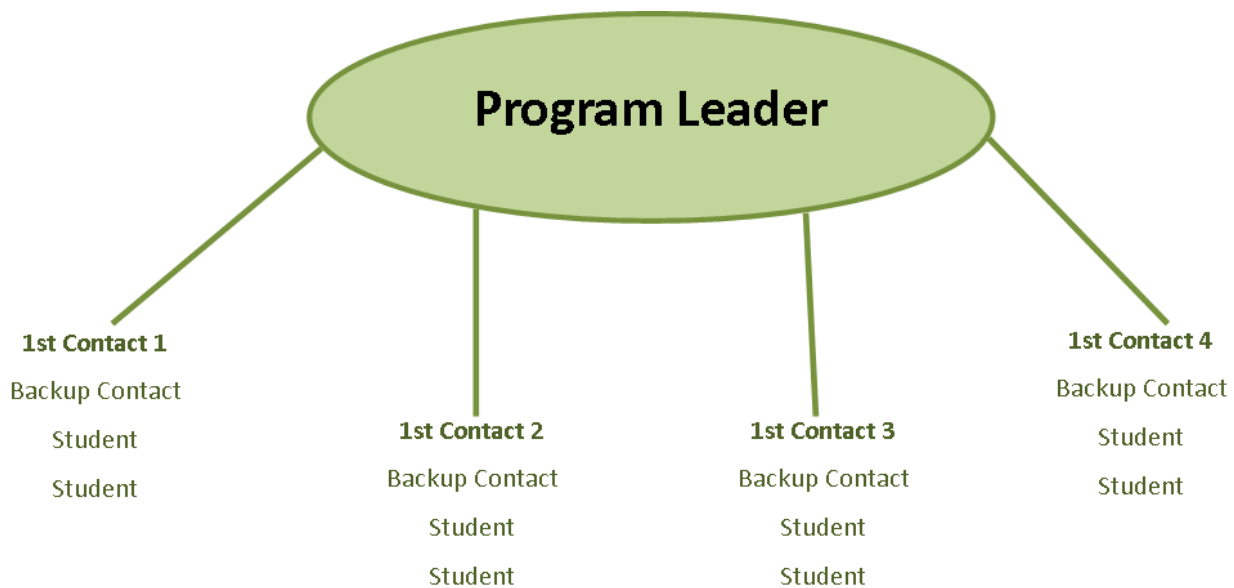 Program Leader
1st Contact 1
Backup Contact
Student
Student
1st Contact 2
Backup Contact
Student
Student
1st Contact 3
Backup Contact
Student
Student
1st Contact 4
Backup Contact
Student
Student